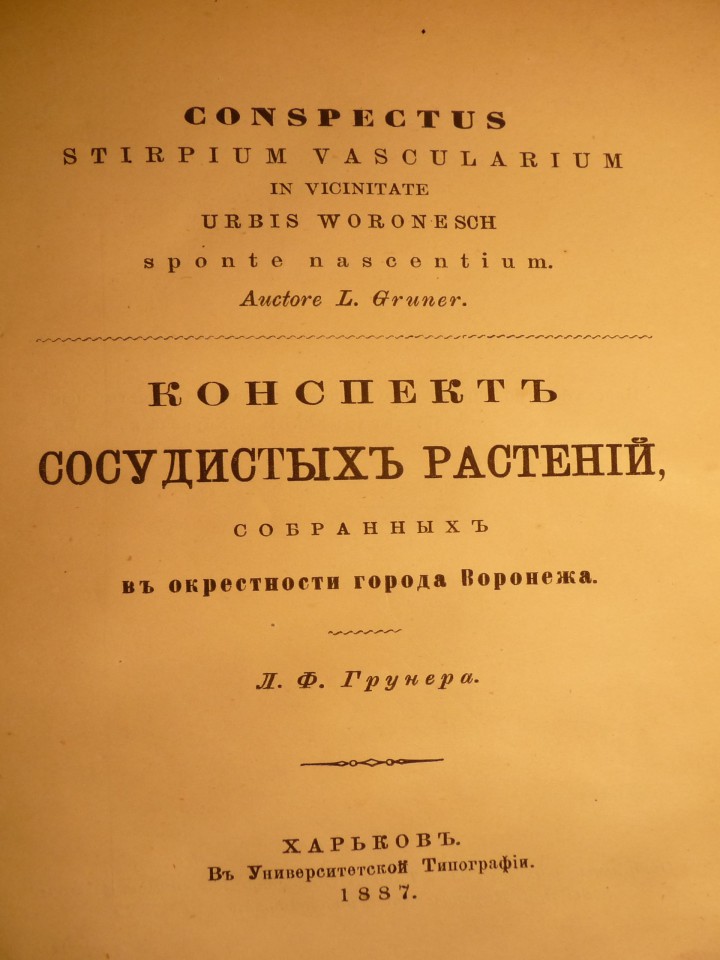 CONSPECTUS
STIRPIUM VASCULARIUM
IN VICINITATE
URBIS WORONESCH
sponte nascentium.
Auctore L. Gruner.
КОНСПЕКТЪ
СОСУДИСТЫХЪ РАСТЕНІЙ,
СОБРАННЫХЪ
въ окрестности города Воронежа.
Л. Ф. Грунера.
ХАРЬКОВЪ.
Въ Университетской Типографіи.
1887.